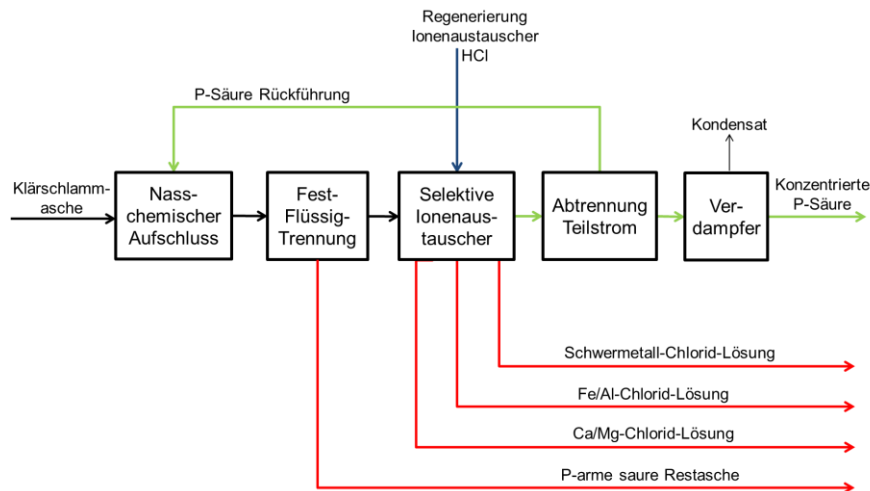 Regenerierung
Ionenaustauscher
HCl
P-Säure Rückführung
Kondensat
Klärschlamm-
asche
Nass-
chemischer
Aufschluss
Fest-
Flüssig-
Trennung
Selektive
Ionenaus-
tauscher
Abtrennung
Teilstrom
Ver-
dampfer
Konzentrierte
P-Säure
Schwermetall-Chlorid-Lösung
Fe/Al-Chlorid-Lösung
Ca/Mg-Chlorid-Lösung
P-arme saure Restasche